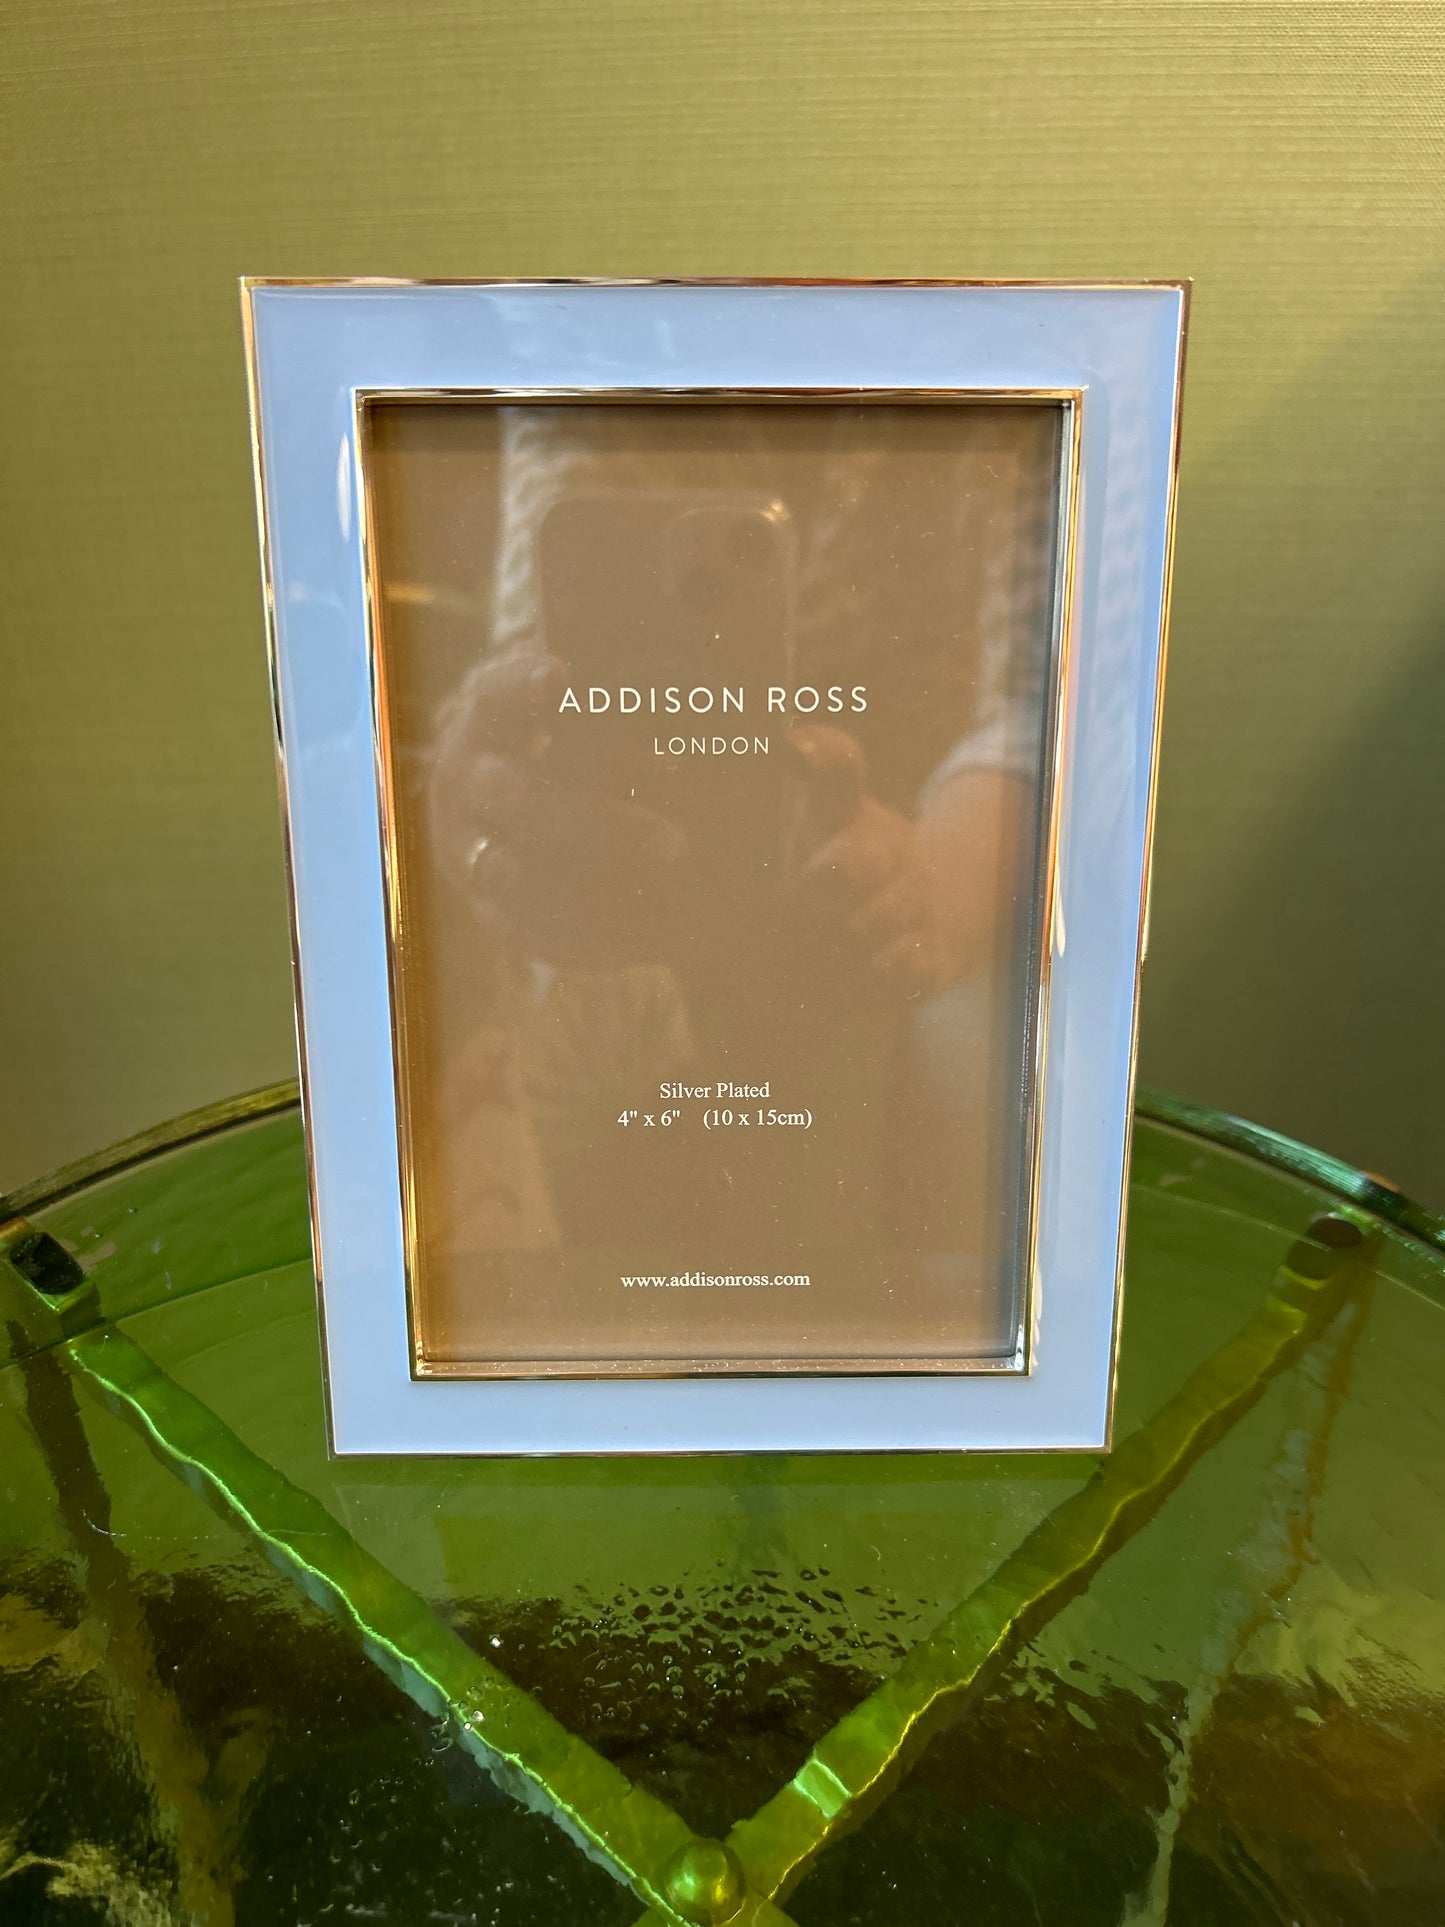 ADDISON ROSS
LONDON
Silver Plated
4" x 6" (10 x 15cm)
www.addisonross.com